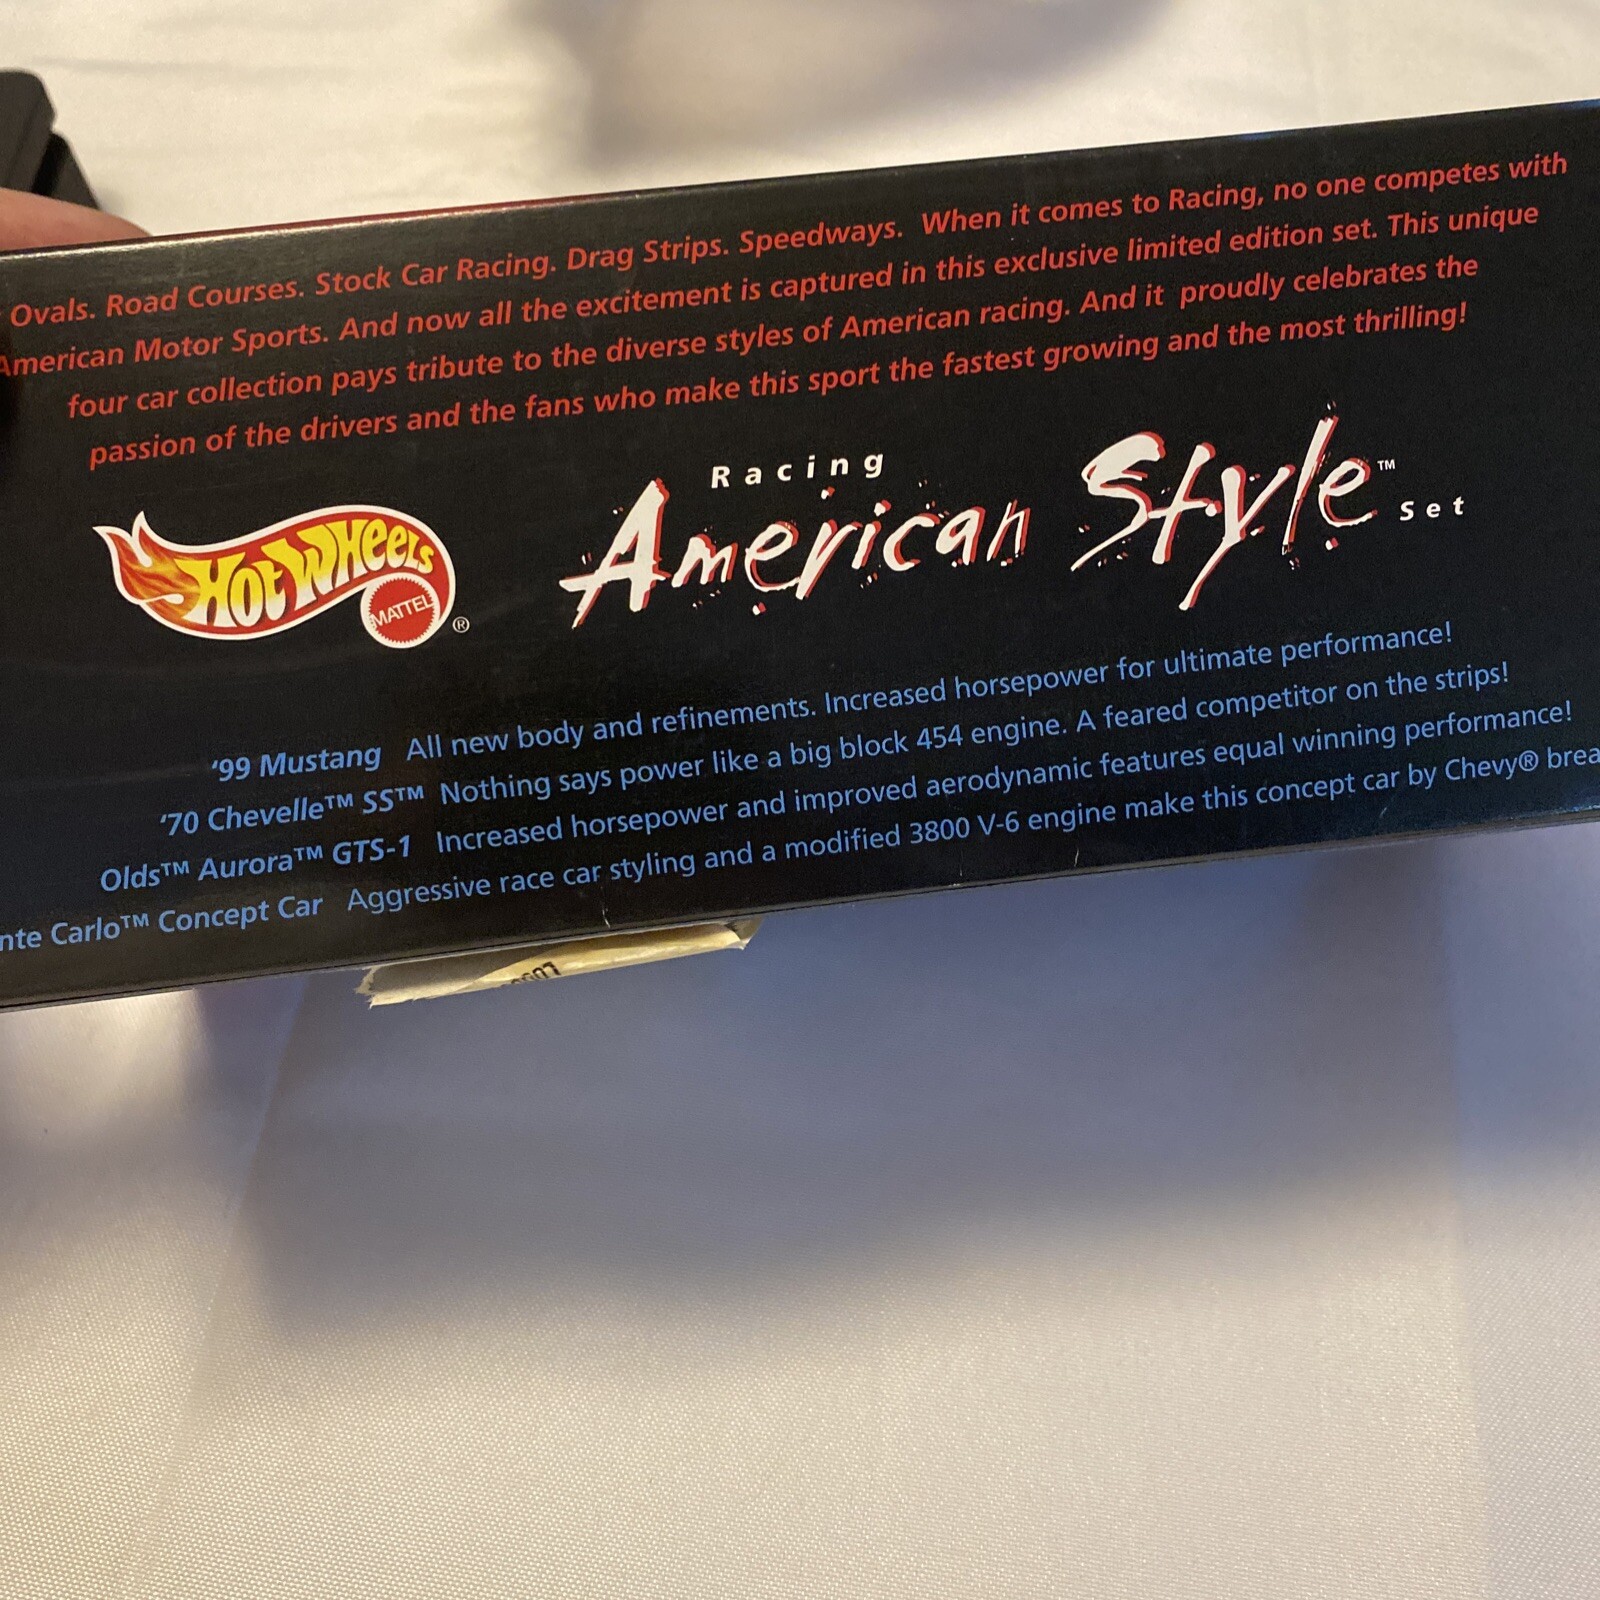 Ovals. Road Courses. Stock Car Racing. Drag Strips. Speedways. When it comes to Racing, no one competes with
American Motor Sports. And now all the excitement is captured in this exclusive limited edition set. This unique
four car collection pays tribute to the diverse styles of American racing. And it proudly celebrates the
passion of the drivers and the fans who make this sport the fastest growing and the most thrilling!
Racing
American Style™ Set
HOT WHEELS
MATTEL ®
'99 Mustang All new body and refinements. Increased horsepower for ultimate performance!
'70 Chevelle™ SS™ Nothing says power like a big block 454 engine. A feared competitor on the strips!
Olds™ Aurora™ GTS-1 Increased horsepower and improved aerodynamic features equal winning performance!
nte Carlo™ Concept Car Aggressive race car styling and a modified 3800 V-6 engine make this concept car by Chevy® brea